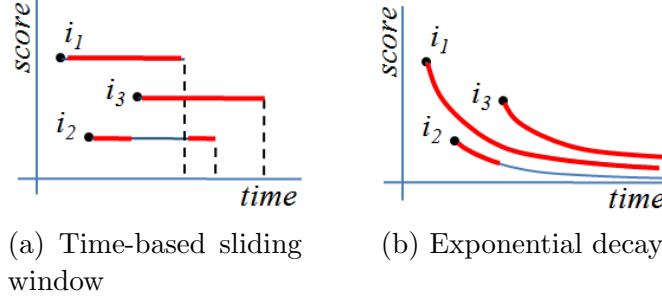 score
i1
i3
i2
time
(a) Time-based sliding
window
score
i1
i3
i2
time
(b) Exponential decay